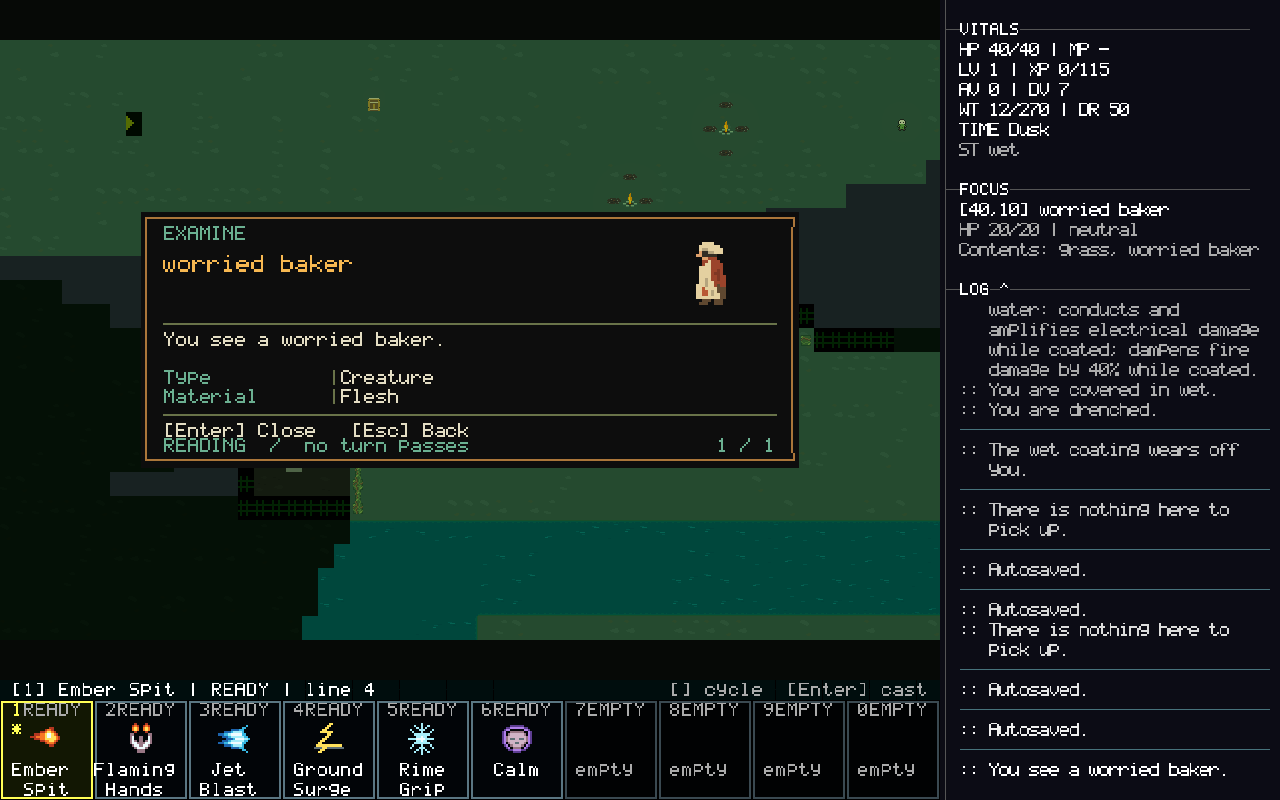 EXAMINE
worried baker
You see a worried baker.
Type |Creature
Material |Flesh
[Enter] Close [Esc] Back
READING / no turn Passes 1 / 1
[1] Ember Spit | READY | line 4 [] cycle [Enter] cast
1READY 2READY 3READY 4READY 5READY 6READY 7EMPTY 8EMPTY 9EMPTY 0EMPTY
*
Ember Spit
Flaming Hands
Jet Blast
Ground Surge
Rime Grip
Calm
empty
empty
empty
empty
VITALS
HP 40/40 | MP -
LV 1 | XP 0/115
AV 0 | DV 7
WT 12/270 | DR 50
TIME Dusk
ST wet
FOCUS
[40,10] worried baker
HP 20/20 | neutral
Contents: grass, worried baker
LOG ^
water: conducts and
amplifies electrical damage
while coated; dampens fire
damage by 40% while coated.
:: You are covered in wet.
:: You are drenched.
:: The wet coating wears off
you.
:: There is nothing here to
pick up.
:: Autosaved.
:: Autosaved.
:: There is nothing here to
pick up.
:: Autosaved.
:: Autosaved.
:: You see a worried baker.